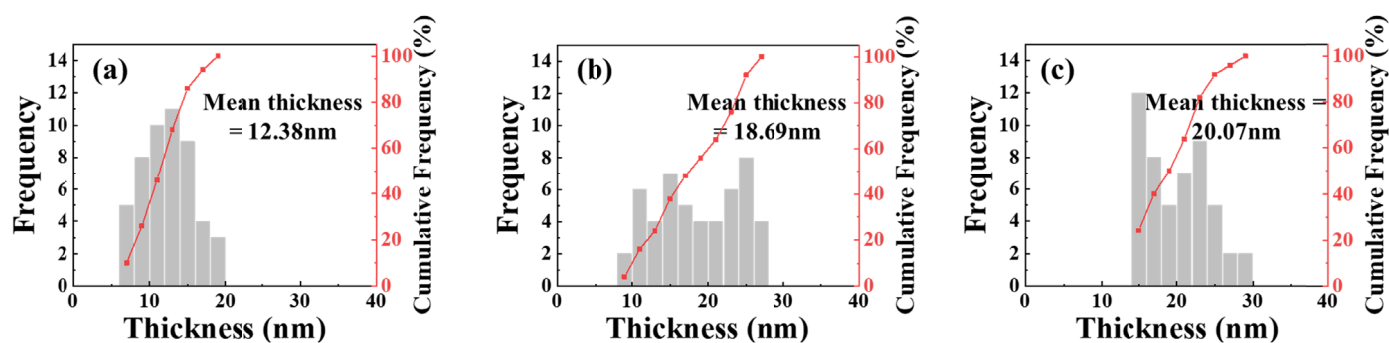 (a)
Mean thickness
= 12.38nm
Frequency
Cumulative Frequency (%)
14
12
10
8
6
4
2
0
100
80
60
40
20
0
0 10 20 30 40
Thickness (nm)
(b)
Mean thickness
= 18.69nm
Frequency
Cumulative Frequency (%)
14
12
10
8
6
4
2
0
100
80
60
40
20
0
0 10 20 30 40
Thickness (nm)
(c)
Mean thickness =
20.07nm
Frequency
Cumulative Frequency (%)
14
12
10
8
6
4
2
0
100
80
60
40
20
0
0 10 20 30 40
Thickness (nm)